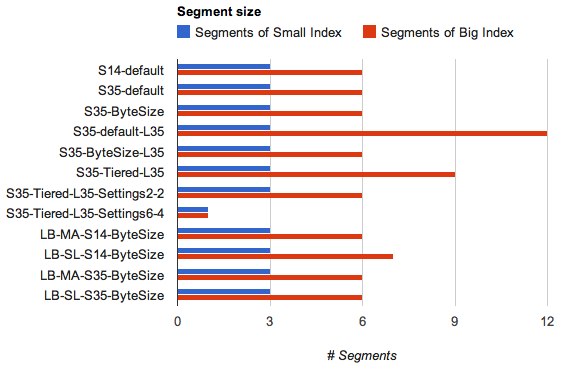 Segment size
Segments of Small Index Segments of Big Index
S14-default
S35-default
S35-ByteSize
S35-default-L35
S35-ByteSize-L35
S35-Tiered-L35
S35-Tiered-L35-Settings2-2
S35-Tiered-L35-Settings6-4
LB-MA-S14-ByteSize
LB-SL-S14-ByteSize
LB-MA-S35-ByteSize
LB-SL-S35-ByteSize
0 3 6 9 12
# Segments